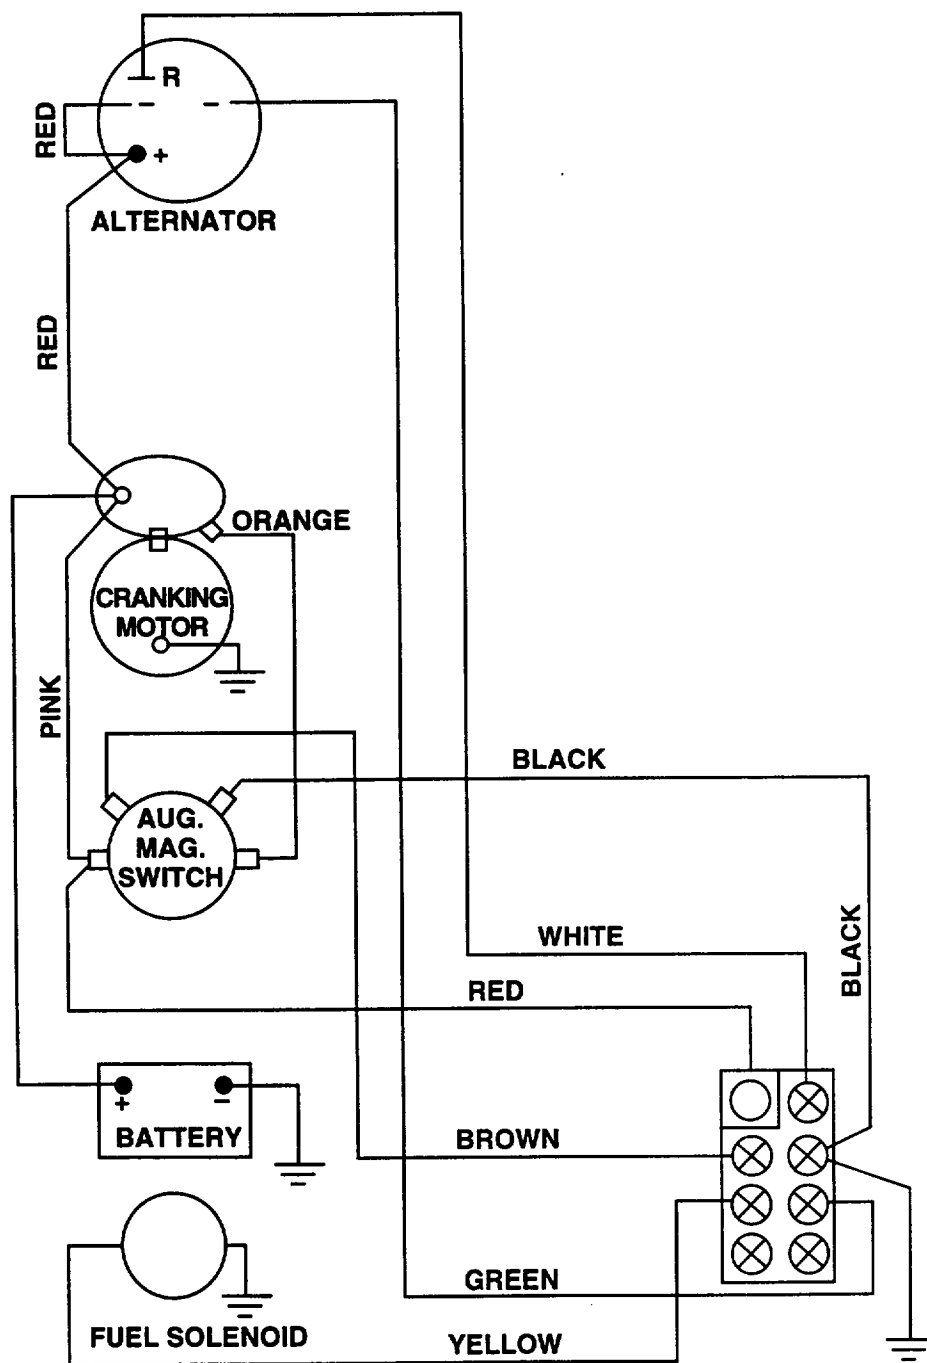 R
RED
- -
+
ALTERNATOR
RED
ORANGE
CRANKING
MOTOR
PINK
BLACK
AUG.
MAG.
SWITCH
WHITE
BLACK
RED
+ -
BATTERY
BROWN
GREEN
FUEL SOLENOID
YELLOW